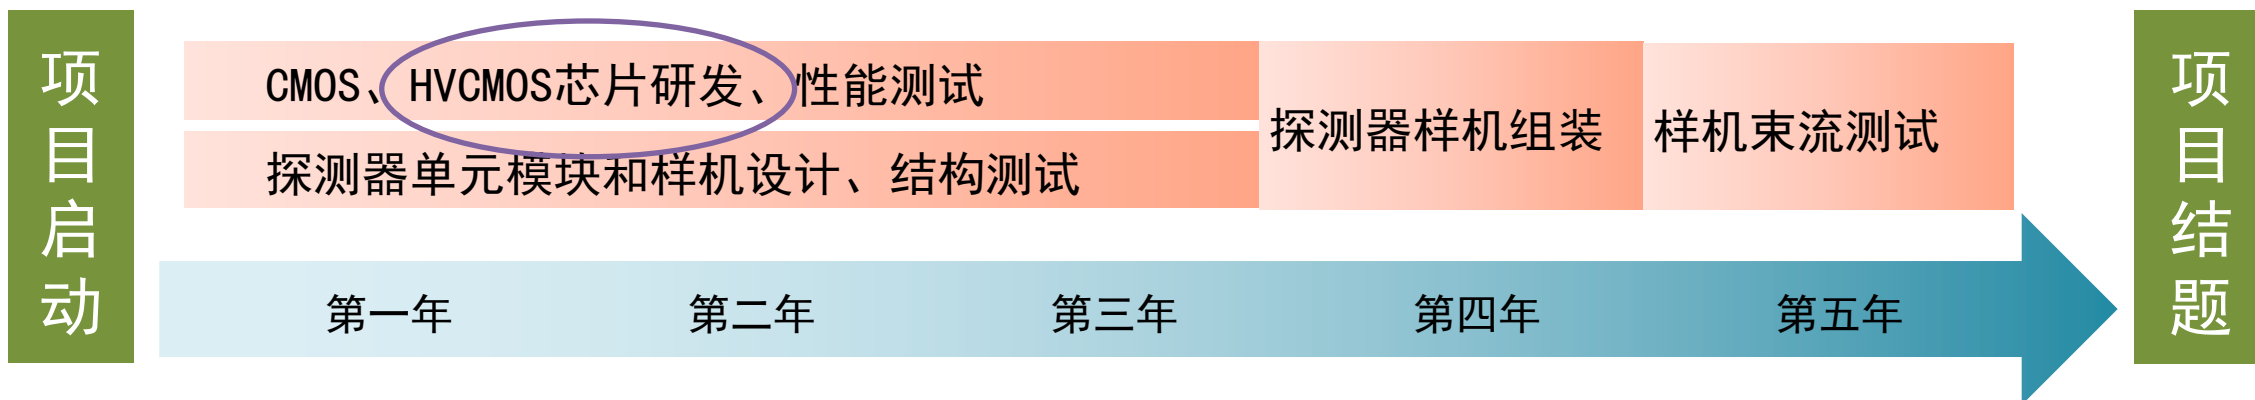 项目启动
CMOS、HVCMOS芯片研发、性能测试
探测器单元模块和样机设计、结构测试
探测器样机组装
样机束流测试
第一年
第二年
第三年
第四年
第五年
项目结题